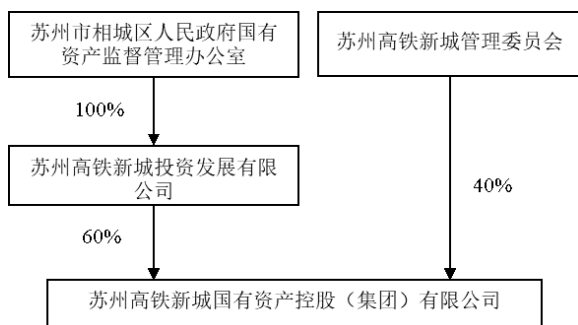 苏州市相城区人民政府国有
资产监督管理办公室
苏州高铁新城管理委员会
100%
苏州高铁新城投资发展有限
公司
40%
60%
苏州高铁新城国有资产控股（集团）有限公司